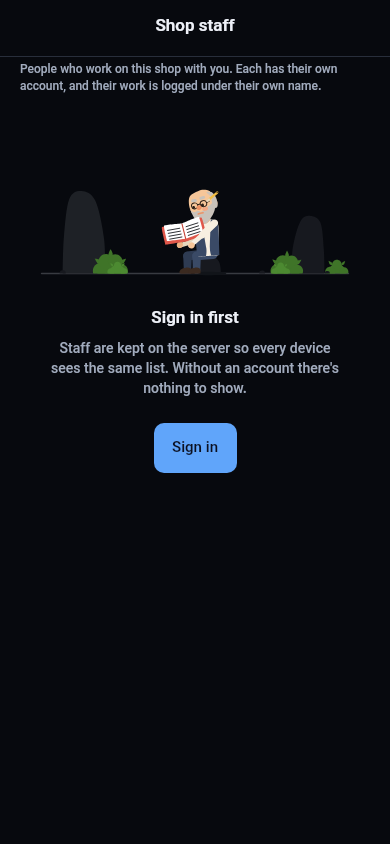 Shop staff
People who work on this shop with you. Each has their own
account, and their work is logged under their own name.
Sign in first
Staff are kept on the server so every device
sees the same list. Without an account there's
nothing to show.
Sign in